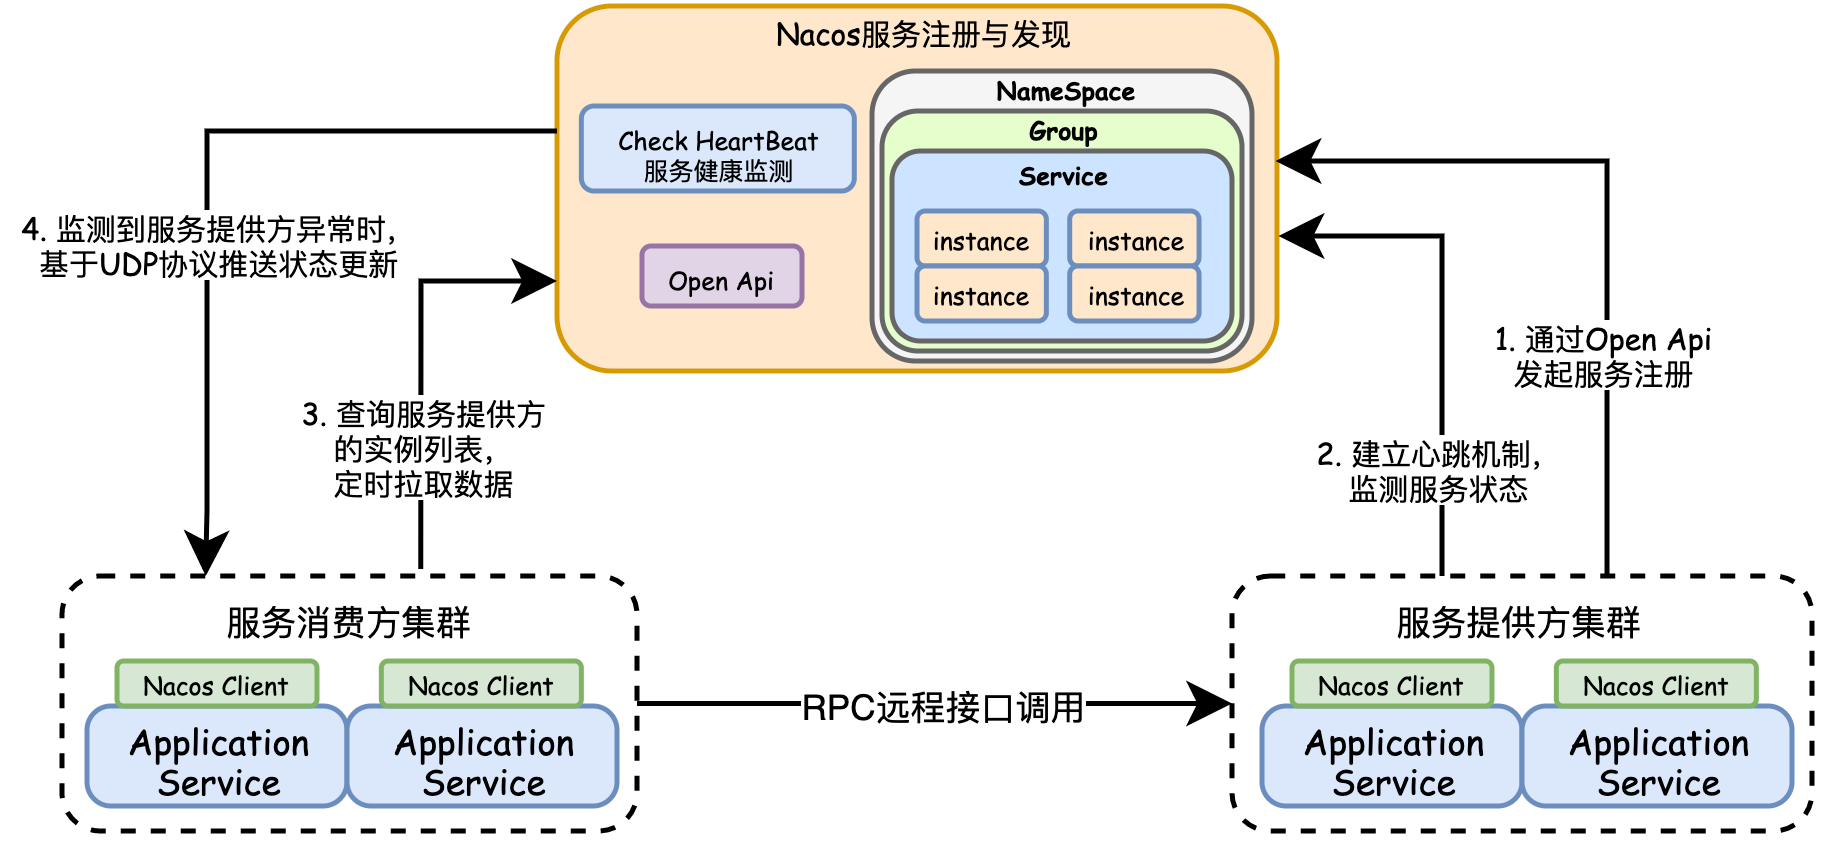 Nacos服务注册与发现
Check HeartBeat
服务健康监测
Open Api
NameSpace
Group
Service
instance
instance
instance
instance
4. 监测到服务提供方异常时，
基于UDP协议推送状态更新
3. 查询服务提供方
的实例列表，
定时拉取数据
1. 通过Open Api
发起服务注册
2. 建立心跳机制，
监测服务状态
服务消费方集群
Nacos Client
Nacos Client
Application
Service
Application
Service
RPC远程接口调用
服务提供方集群
Nacos Client
Nacos Client
Application
Service
Application
Service